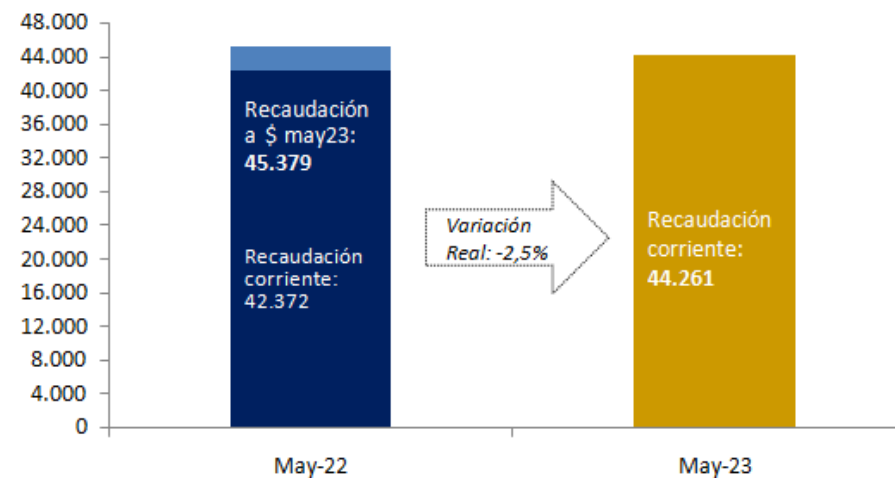 48.000
44.000
40.000
36.000
32.000
28.000
24.000
20.000
16.000
12.000
8.000
4.000
0
Recaudación
a $ may23:
45.379
Recaudación
corriente:
42.372
Variación
Real: -2,5%
Recaudación
corriente:
44.261
May-22
May-23